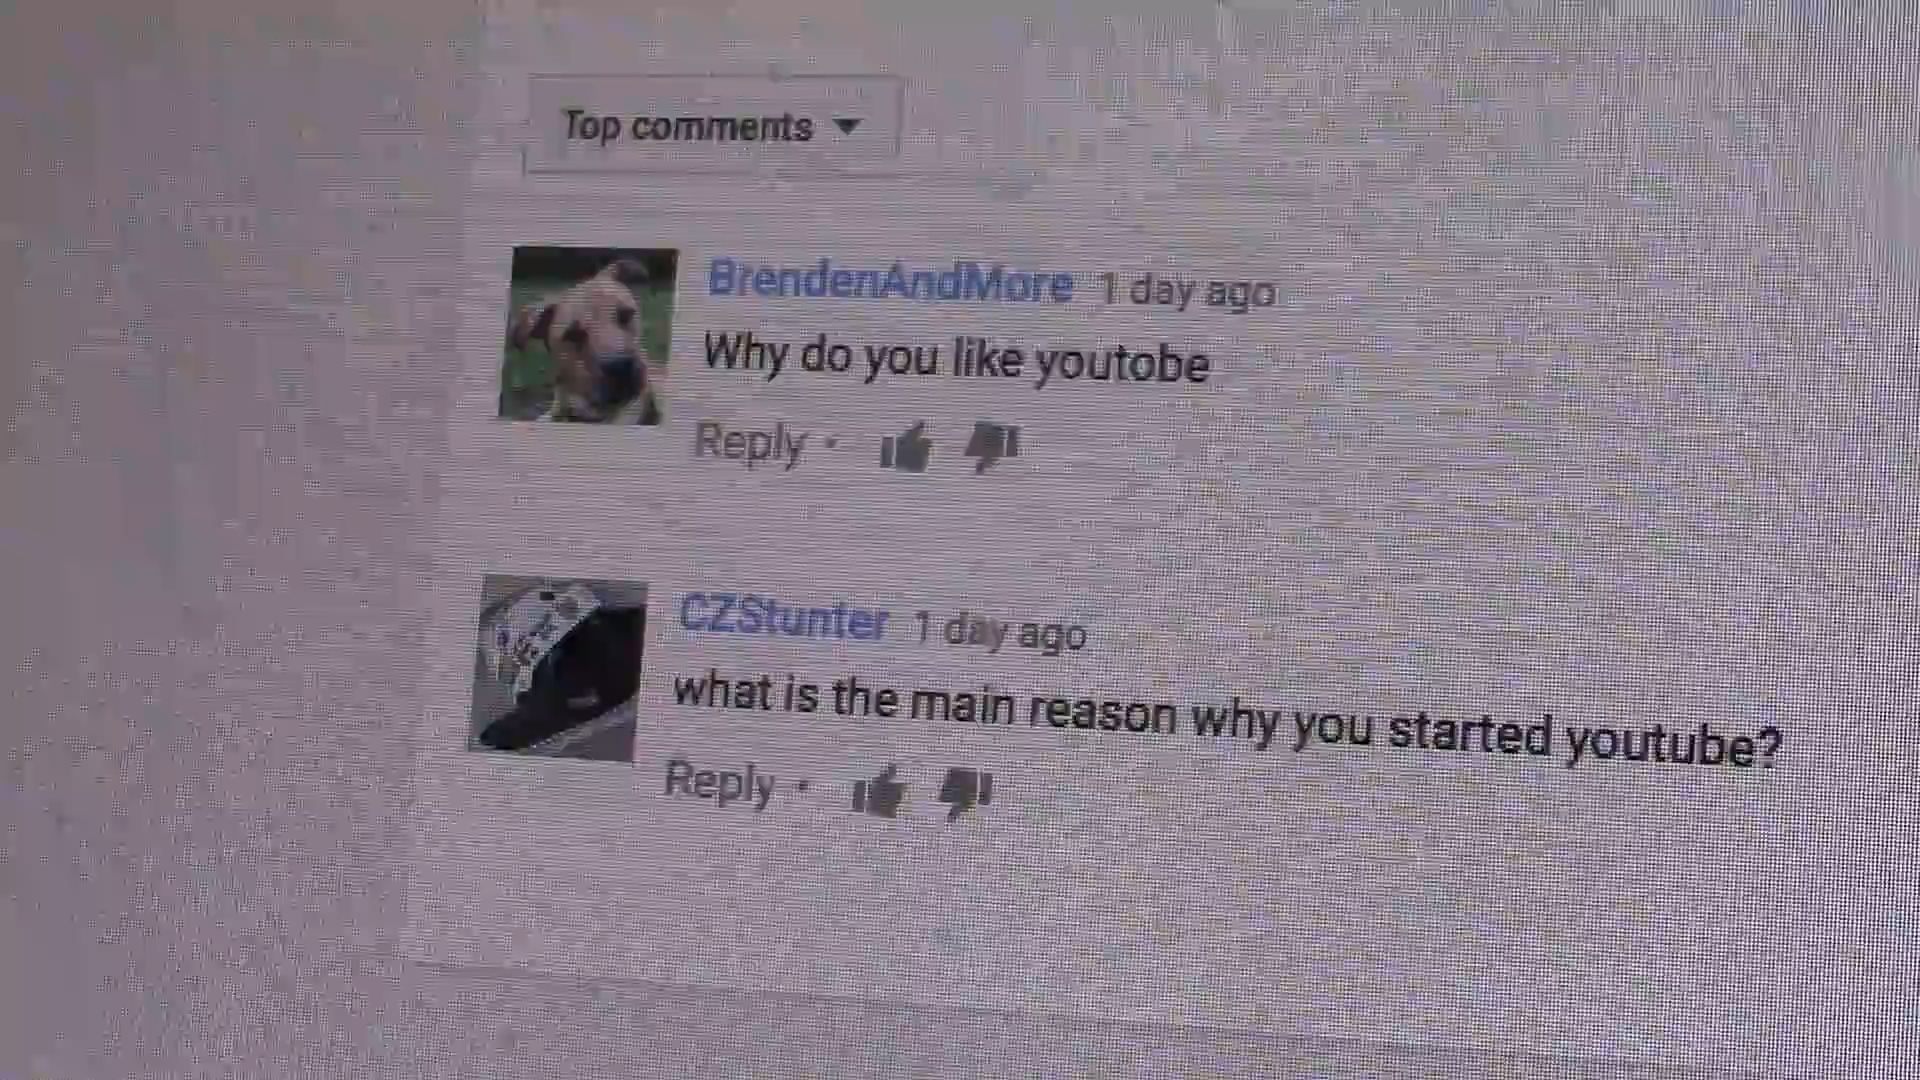 Top comments
BrendenAndMore 1 day ago
Why do you like youtobe
Reply
CZStunter 1 day ago
what is the main reason why you started youtube?
Reply